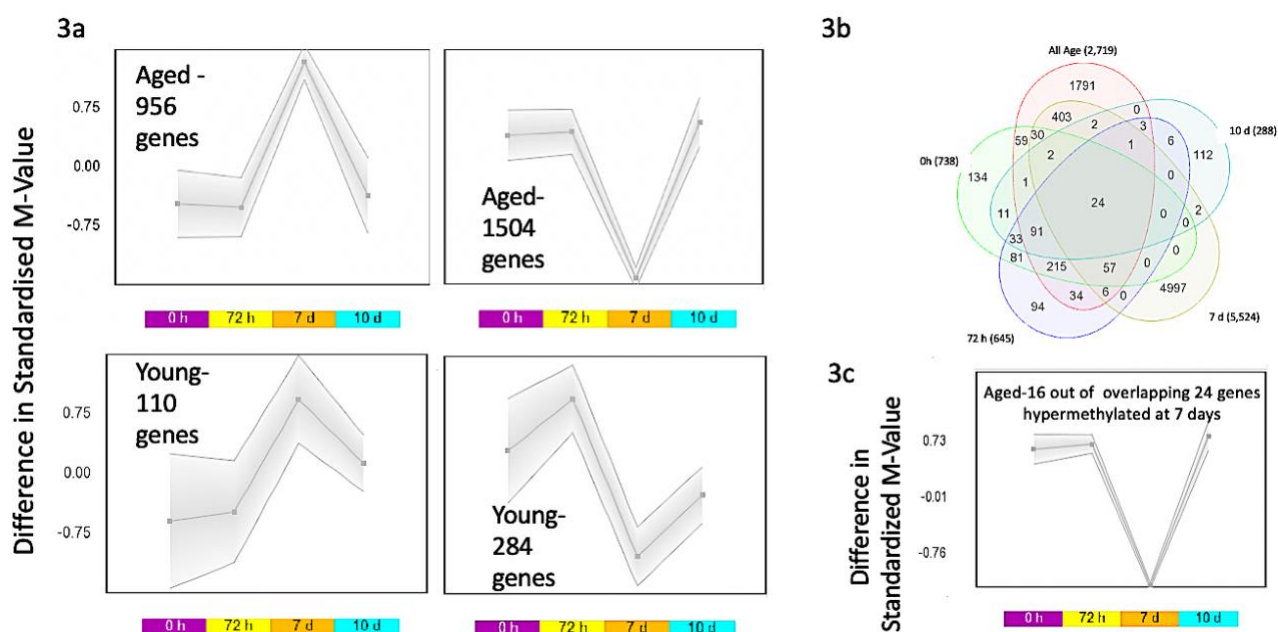 3a
Difference in Standardised M-Value
0.75
0.00
-0.75
Aged -
956
genes
Aged-
1504
genes
0 h 72 h 7 d 10 d
0 h 72 h 7 d 10 d
0.75
0.00
-0.75
Young-
110
genes
Young-
284
genes
0 h 72 h 7 d 10 d
0 h 72 h 7 d 10 d
3b
All Age (2,719)
10 d (288)
0h (738)
7 d (5,524)
72 h (645)
1791
0
403 2 3
59 30 1 6
2 0 112
134 1
24
11 0 2
91 0
33 0
81 215 57 0
4997
94 34 6 0
3c
Difference in
Standardized M-Value
Aged-16 out of overlapping 24 genes
hypermethylated at 7 days
0.73
-0.01
-0.76
0 h 72 h 7 d 10 d